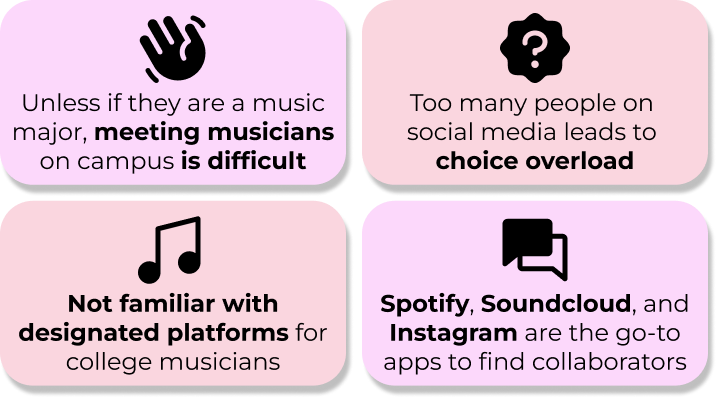 Unless if they are a music
major, meeting musicians
on campus is difficult
?
Too many people on
social media leads to
choice overload
Not familiar with
designated platforms for
college musicians
Spotify, Soundcloud, and
Instagram are the go-to
apps to find collaborators